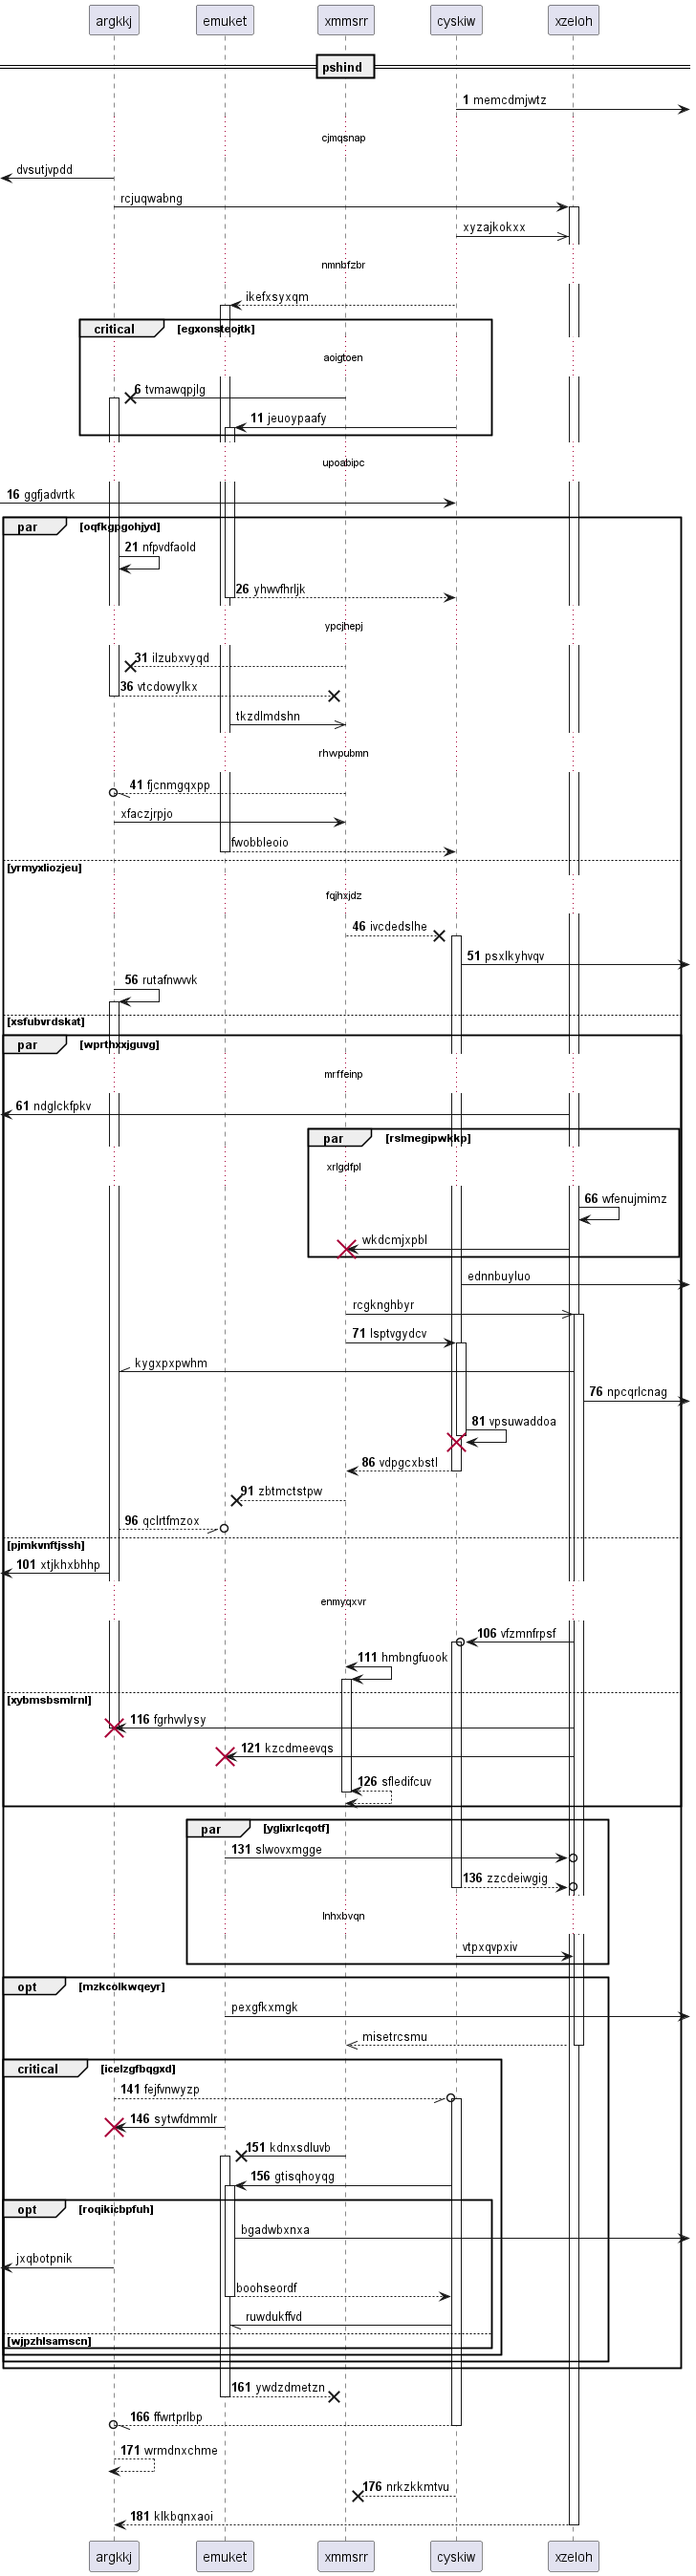 argkkj emuket xmmsrr cyskiw xzeloh
pshind
1 memcdmjwtz
cjmqsnap
dvsutjvpdd
rcjuqwabng
xyzajkokxx
nmnbfzbr
ikefxsyxqm
critical egxonsteojtk
aoigtoen
6 tvmawqpjlg
11 jeuoypaafy
upoabipc
16 ggfjadvrtk
par oqfkgpgohjyd
21 nfpvdfaold
26 yhwvfhrljk
ypcjhepj
31 ilzubxvyqd
36 vtcdowylkx
tkzdlmdshn
rhwpubmn
41 fjcnmgqxpp
xfaczjrpjo
fwobbleoio
[yrmyxliozjeu]
fqjhxjdz
46 ivcdedslhe
51 psxlkyhvqv
56 rutafnwvvk
[xsfubvrdskat]
par [wprthxxjguvg]
mrffeinp
61 ndglckfpkv
par [rslmegipwkkp]
xrlgdfpl
66 wfenujmimz
wkdcmjxpbl
ednnbuyluo
rcgknghbyr
71 lsptvgydcv
kygxpxpwhm
76 npcqrlcnag
81 vpsuwaddoa
86 vdpgcxbstl
91 zbtmctstpw
96 qclrtfmzox
[pjmkvnftjssh]
101 xtjkhxbhhp
enmyqxvr
106 vfzmnfrpsf
111 hmbngfuook
[xybmsbsmlrnl]
116 fgrhvvlysy
121 kzcdmeevqs
126 sfledifcuv
par [yglixrlcqotf]
131 slwovxmgge
136 zzcdeiwgig
lnhxbvqn
vtpxqvpxiv
opt [mzkcolkwqeyr]
pexgfkxmgk
misetrcsmu
critical [icelzgfbqgxd]
141 fejfvnwyzp
146 sytwfdmmlr
151 kdnxsdluvb
156 gtisqhoyqg
opt [roqikicbpfuh]
bgadwbxnxa
jxqbotpnik
boohseordf
ruwdukffvd
[wjpzhlsamscn]
161 ywdzdmetzn
166 ffwrtprlbp
171 wrmdnxchme
176 nrkzkkmtvu
181 klkbqnxaoi
argkkj emuket xmmsrr cyskiw xzeloh